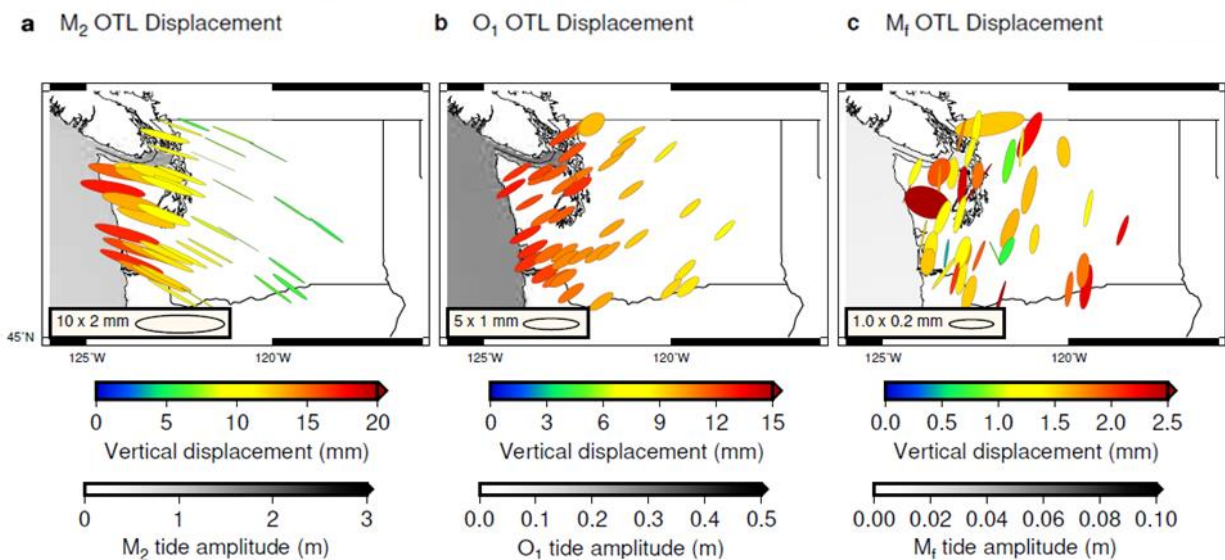 a M₂ OTL Displacement
b O₁ OTL Displacement
c Mf OTL Displacement
10 x 2 mm
5 x 1 mm
1.0 x 0.2 mm
45°N
125°W 120°W
125°W 120°W
125°W 120°W
0 5 10 15 20
Vertical displacement (mm)
0 3 6 9 12 15
Vertical displacement (mm)
0.0 0.5 1.0 1.5 2.0 2.5
Vertical displacement (mm)
0 1 2 3
M₂ tide amplitude (m)
0.0 0.1 0.2 0.3 0.4 0.5
O₁ tide amplitude (m)
0.00 0.02 0.04 0.06 0.08 0.10
Mf tide amplitude (m)